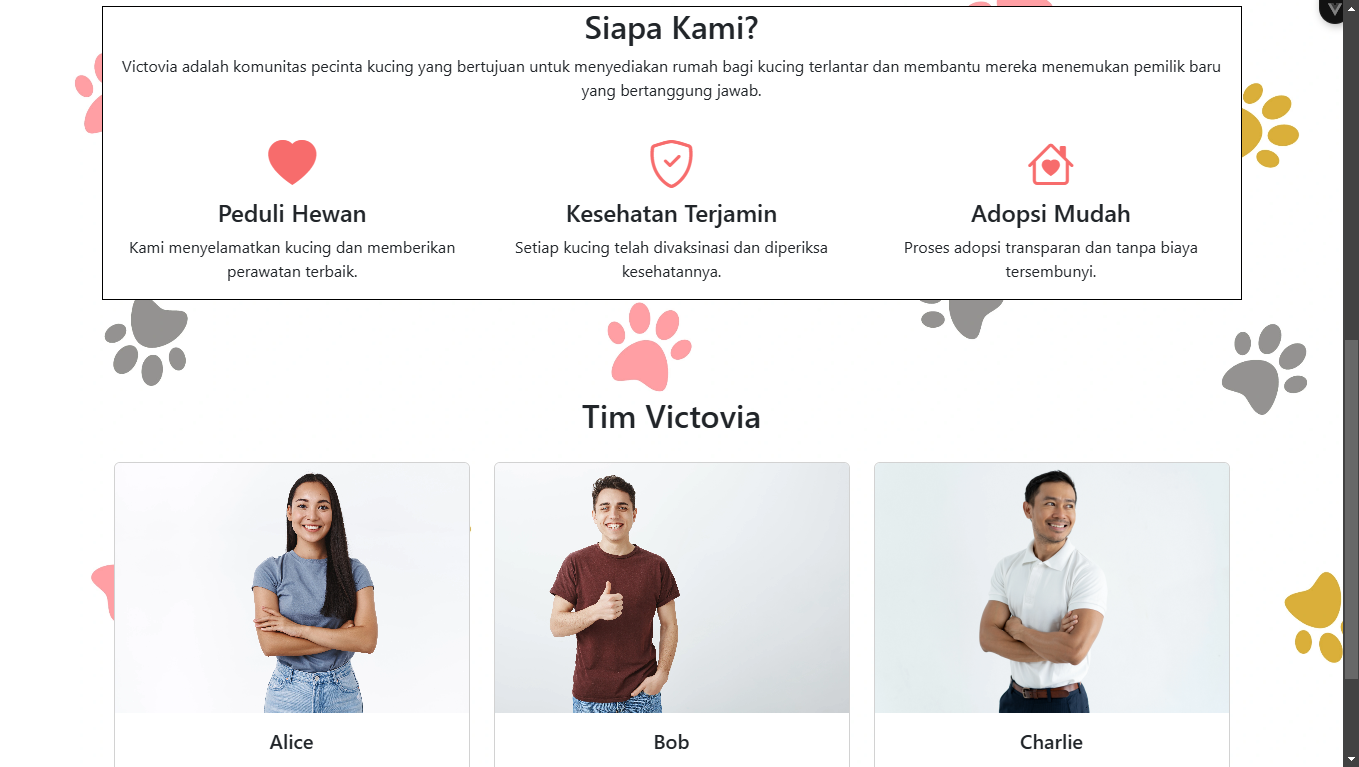 Siapa Kami?
Victovia adalah komunitas pecinta kucing yang bertujuan untuk menyediakan rumah bagi kucing terlantar dan membantu mereka menemukan pemilik baru
yang bertanggung jawab.
Peduli Hewan
Kami menyelamatkan kucing dan memberikan
perawatan terbaik.
Kesehatan Terjamin
Setiap kucing telah divaksinasi dan diperiksa
kesehatannya.
Adopsi Mudah
Proses adopsi transparan dan tanpa biaya
tersembunyi.
Tim Victovia
Alice
Bob
Charlie